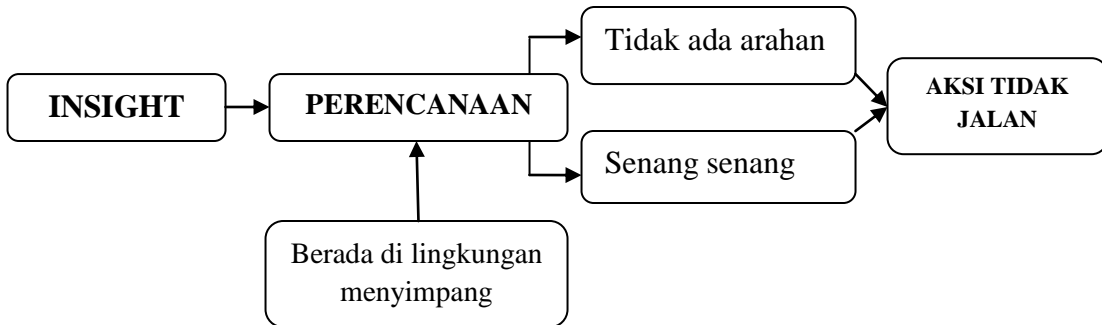 INSIGHT
PERENCANAAN
Tidak ada arahan
Senang senang
AKSI TIDAK
JALAN
Berada di lingkungan
menyimpang